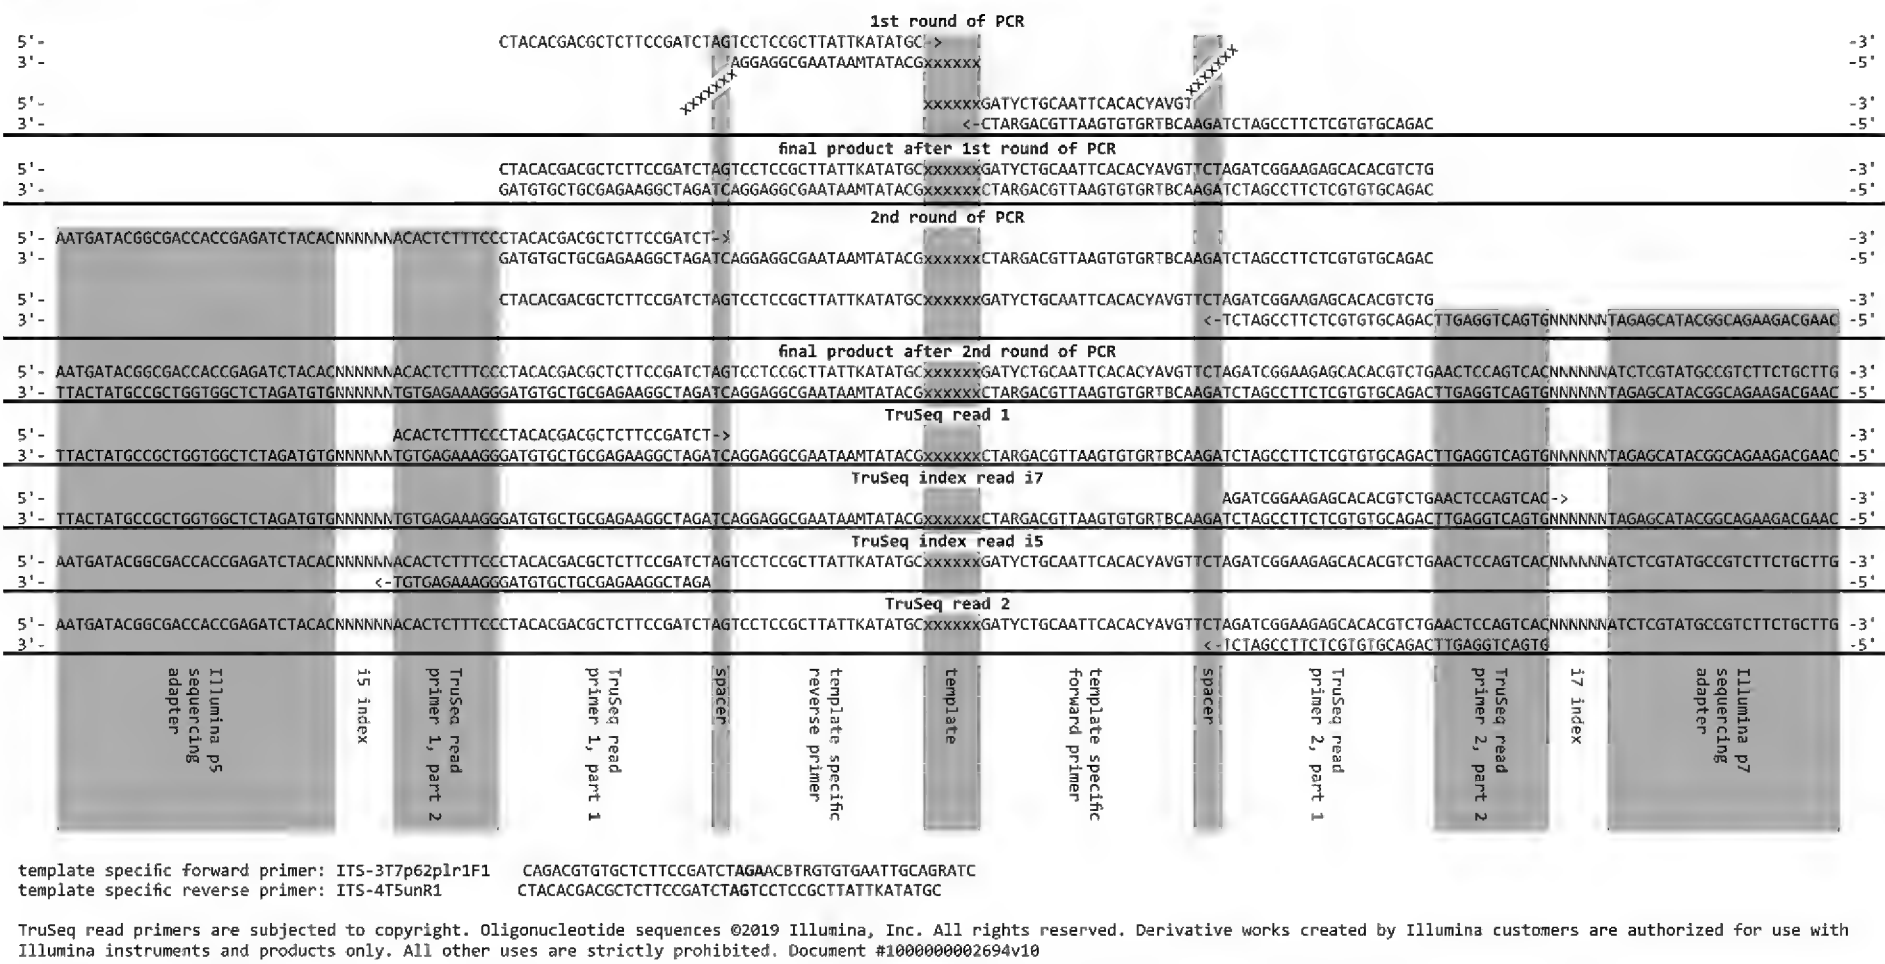 1st round of PCR
5'- CTACACGACGCTCTTCCGATCTAGTCCTCCGCTTATTKATATGC-> -3'
3'- AGGAGGCGAATAAMTATACGxxxxxx -5'
xxxxxxx xxxxxxx
5'- xxxxxxGATYCTGCAATTCACACYAVGT -3'
3'- <-CTARGACGTTAAGTGTGRTBCAAGATCTAGCCTTCTCGTGTGCAGAC -5'
final product after 1st round of PCR
5'- CTACACGACGCTCTTCCGATCTAGTCCTCCGCTTATTKATATGCxxxxxxGATYCTGCAATTCACACYAVGTTCTAGATCGGAAGAGCACACGTCTG -3'
3'- GATGTGCTGCGAGAAGGCTAGATCAGGAGGCGAATAAMTATACGxxxxxxCTARGACGTTAAGTGTGRTBCAAGATCTAGCCTTCTCGTGTGCAGAC -5'
2nd round of PCR
5'- AATGATACGGCGACCACCGAGATCTACACNNNNNNACACTCTTTCCCTACACGACGCTCTTCCGATCT-> -3'
3'- GATGTGCTGCGAGAAGGCTAGATCAGGAGGCGAATAAMTATACGxxxxxxCTARGACGTTAAGTGTGRTBCAAGATCTAGCCTTCTCGTGTGCAGAC -5'
5'- CTACACGACGCTCTTCCGATCTAGTCCTCCGCTTATTKATATGCxxxxxxGATYCTGCAATTCACACYAVGTTCTAGATCGGAAGAGCACACGTCTG -3'
3'- <-TCTAGCCTTCTCGTGTGCAGACTTGAGGTCAGTGNNNNNNTAGAGCATACGGCAGAAGACGAAC -5'
final product after 2nd round of PCR
5'- AATGATACGGCGACCACCGAGATCTACACNNNNNNACACTCTTTCCCTACACGACGCTCTTCCGATCTAGTCCTCCGCTTATTKATATGCxxxxxxGATYCTGCAATTCACACYAVGTTCTAGATCGGAAGAGCACACGTCTGAACTCCAGTCACNNNNNNATCTCGTATGCCGTCTTCTGCTTG -3'
3'- TTACTATGCCGCTGGTGGCTCTAGATGTGNNNNNNTGTGAGAAAGGGATGTGCTGCGAGAAGGCTAGATCAGGAGGCGAATAAMTATACGxxxxxxCTARGACGTTAAGTGTGRTBCAAGATCTAGCCTTCTCGTGTGCAGACTTGAGGTCAGTGNNNNNNTAGAGCATACGGCAGAAGACGAAC -5'
TruSeq read 1
5'- ACACTCTTTCCCTACACGACGCTCTTCCGATCT-> -3'
3'- TTACTATGCCGCTGGTGGCTCTAGATGTGNNNNNNTGTGAGAAAGGGATGTGCTGCGAGAAGGCTAGATCAGGAGGCGAATAAMTATACGxxxxxxCTARGACGTTAAGTGTGRTBCAAGATCTAGCCTTCTCGTGTGCAGACTTGAGGTCAGTGNNNNNNTAGAGCATACGGCAGAAGACGAAC -5'
TruSeq index read i7
5'- AGATCGGAAGAGCACACGTCTGAACTCCAGTCAC-> -3'
3'- TTACTATGCCGCTGGTGGCTCTAGATGTGNNNNNNTGTGAGAAAGGGATGTGCTGCGAGAAGGCTAGATCAGGAGGCGAATAAMTATACGxxxxxxCTARGACGTTAAGTGTGRTBCAAGATCTAGCCTTCTCGTGTGCAGACTTGAGGTCAGTGNNNNNNTAGAGCATACGGCAGAAGACGAAC -5'
TruSeq index read i5
5'- AATGATACGGCGACCACCGAGATCTACACNNNNNNACACTCTTTCCCTACACGACGCTCTTCCGATCTAGTCCTCCGCTTATTKATATGCxxxxxxGATYCTGCAATTCACACYAVGTTCTAGATCGGAAGAGCACACGTCTGAACTCCAGTCACNNNNNNATCTCGTATGCCGTCTTCTGCTTG -3'
3'- <-TGTGAGAAAGGGATGTGCTGCGAGAAGGCTAGA -5'
TruSeq read 2
5'- AATGATACGGCGACCACCGAGATCTACACNNNNNNACACTCTTTCCCTACACGACGCTCTTCCGATCTAGTCCTCCGCTTATTKATATGCxxxxxxGATYCTGCAATTCACACYAVGTTCTAGATCGGAAGAGCACACGTCTGAACTCCAGTCACNNNNNNATCTCGTATGCCGTCTTCTGCTTG -3'
3'- <-TCTAGCCTTCTCGTGTGCAGACTTGAGGTCAGTG -5'
Illumina p5
sequercing
adapter
i5 index
TruSeq read
primer 1, part 2
TruSeq read
primer 1, part 1
spacer
template specific
reverse primer
template
template specific
forward primer
spacer
TruSeq read
primer 2, part 1
TruSeq read
primer 2, part 2
i7 index
Illumina p7
sequercing
adapter
template specific forward primer: ITS-3T7p62plr1F1 CAGACGTGTGCTCTTCCGATCTAGAACBTRGTGTGAATTGCAGRATC
template specific reverse primer: ITS-4T5unR1 CTACACGACGCTCTTCCGATCTAGTCCTCCGCTTATTKATATGC
TruSeq read primers are subjected to copyright. Oligonucleotide sequences ©2019 Illumina, Inc. All rights reserved. Derivative works created by Illumina customers are authorized for use with
Illumina instruments and products only. All other uses are strictly prohibited. Document #1000000002694v10